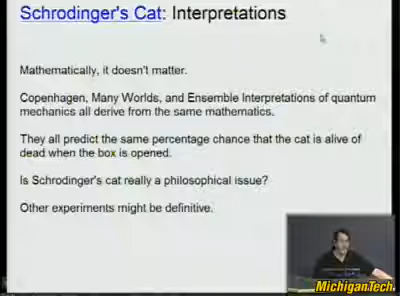 Schrodinger's Cat: Interpretations
Mathematically, it doesn't matter.
Copenhagen, Many Worlds, and Ensemble Interpretations of quantum
mechanics all derive from the same mathematics.
They all predict the same percentage chance that the cat is alive of
dead when the box is opened.
Is Schrodinger's cat really a philosophical issue?
Other experiments might be definitive.
MichiganTech.